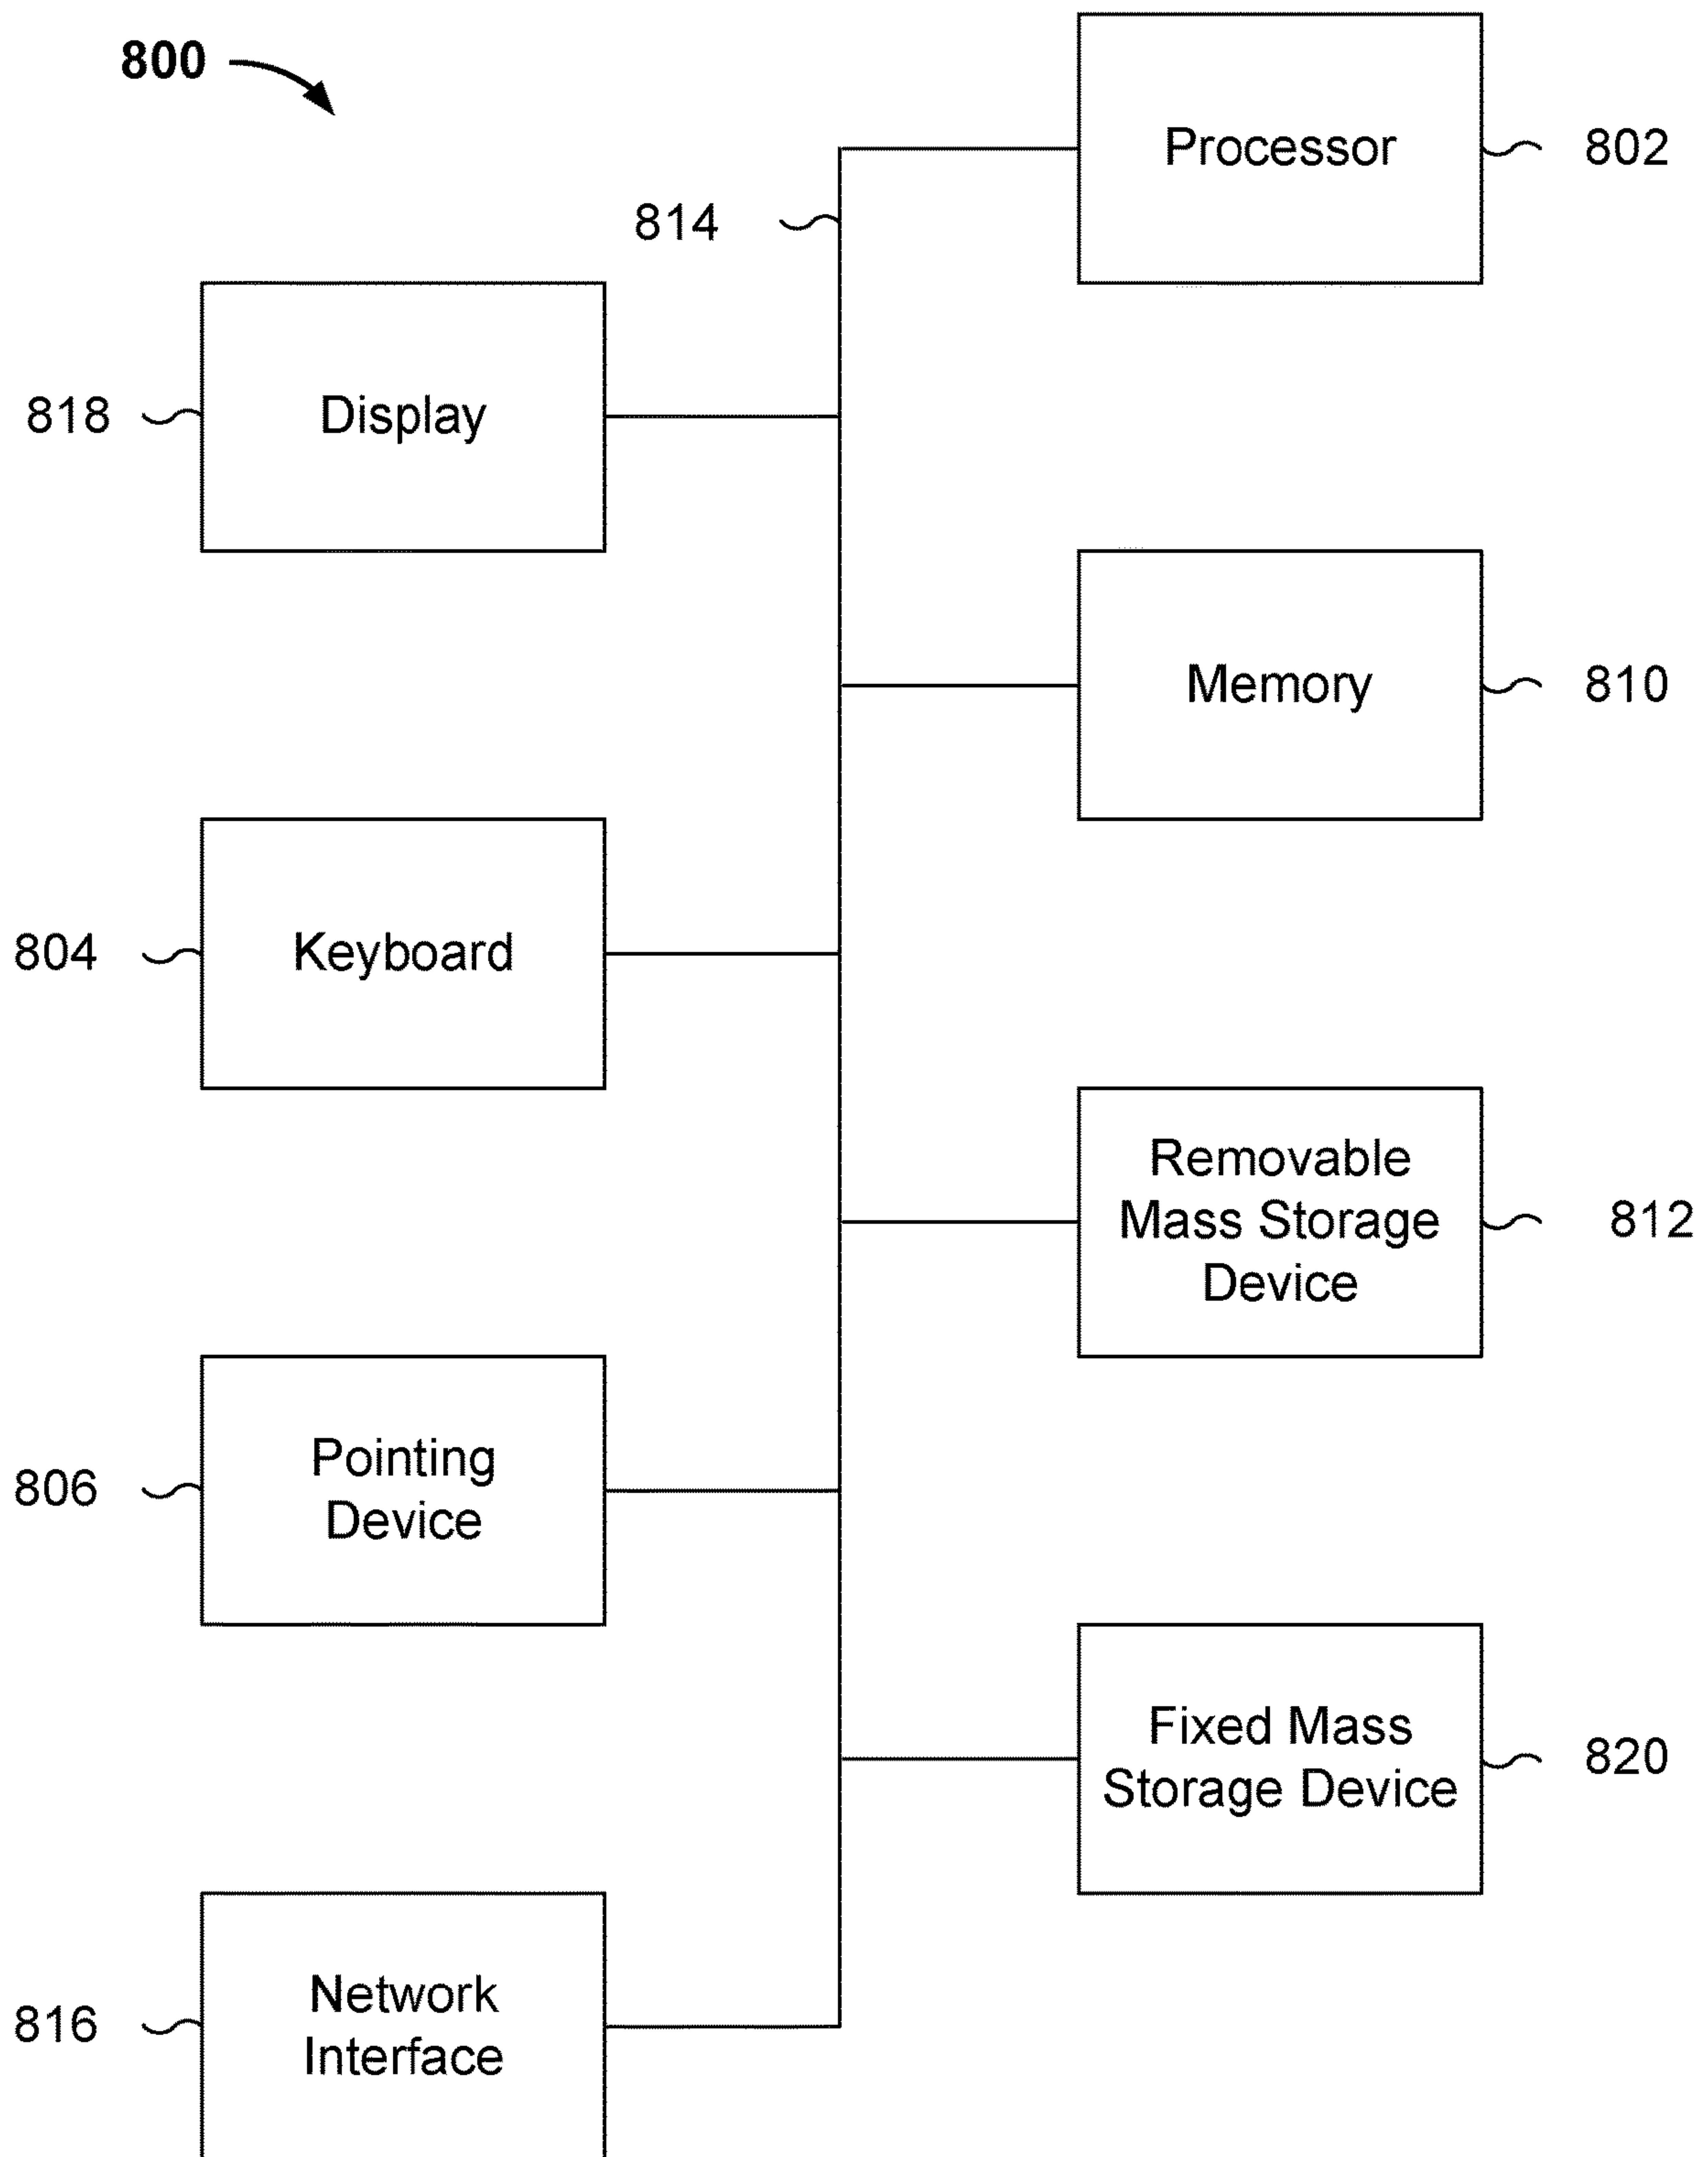 800
Processor
802
814
818
Display
Memory
810
804
Keyboard
Removable
Mass Storage
Device
812
806
Pointing
Device
Fixed Mass
Storage Device
820
816
Network
Interface